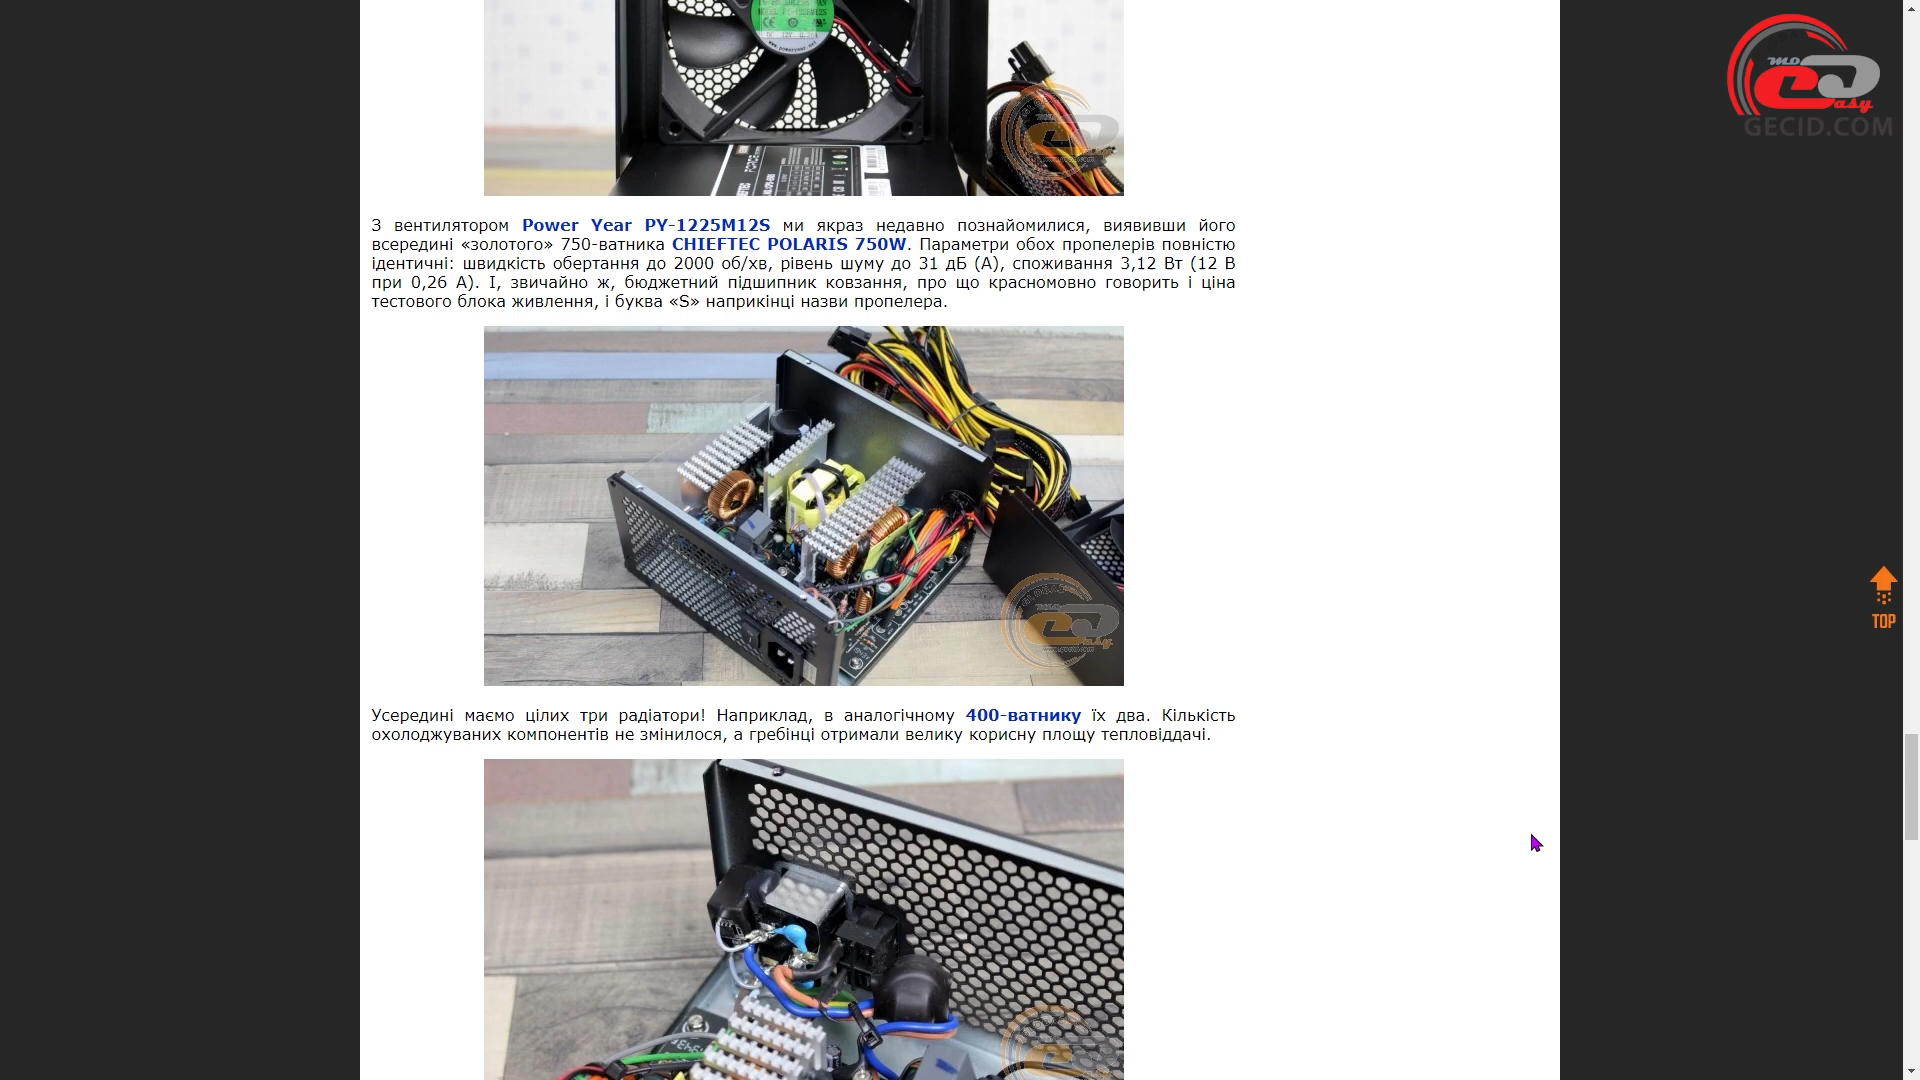 GECID.COM
З вентилятором Power Year PY-1225M12S ми якраз недавно познайомилися, виявивши його
всередині «золотого» 750-ватника CHIEFTEC POLARIS 750W. Параметри обох пропелерів повністю
ідентичні: швидкість обертання до 2000 об/хв, рівень шуму до 31 дБ (А), споживання 3,12 Вт (12 В
при 0,26 А). І, звичайно ж, бюджетний підшипник ковзання, про що красномовно говорить і ціна
тестового блока живлення, і буква «S» наприкінці назви пропелера.
TOP
Усередині маємо цілих три радіатори! Наприклад, в аналогічному 400-ватнику їх два. Кількість
охолоджуваних компонентів не змінилося, а гребінці отримали велику корисну площу тепловіддачі.